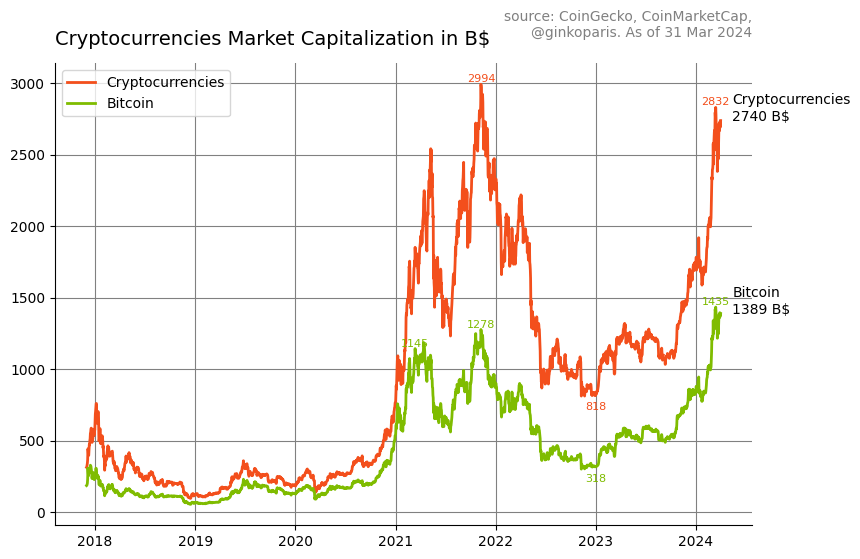 source: CoinGecko, CoinMarketCap,
@ginkoparis. As of 31 Mar 2024
Cryptocurrencies Market Capitalization in B$
Cryptocurrencies
Bitcoin
3000
2500
2000
1500
1000
500
0
2994
2832
Cryptocurrencies
2740 B$
1145
1278
1435
Bitcoin
1389 B$
818
318
2018
2019
2020
2021
2022
2023
2024